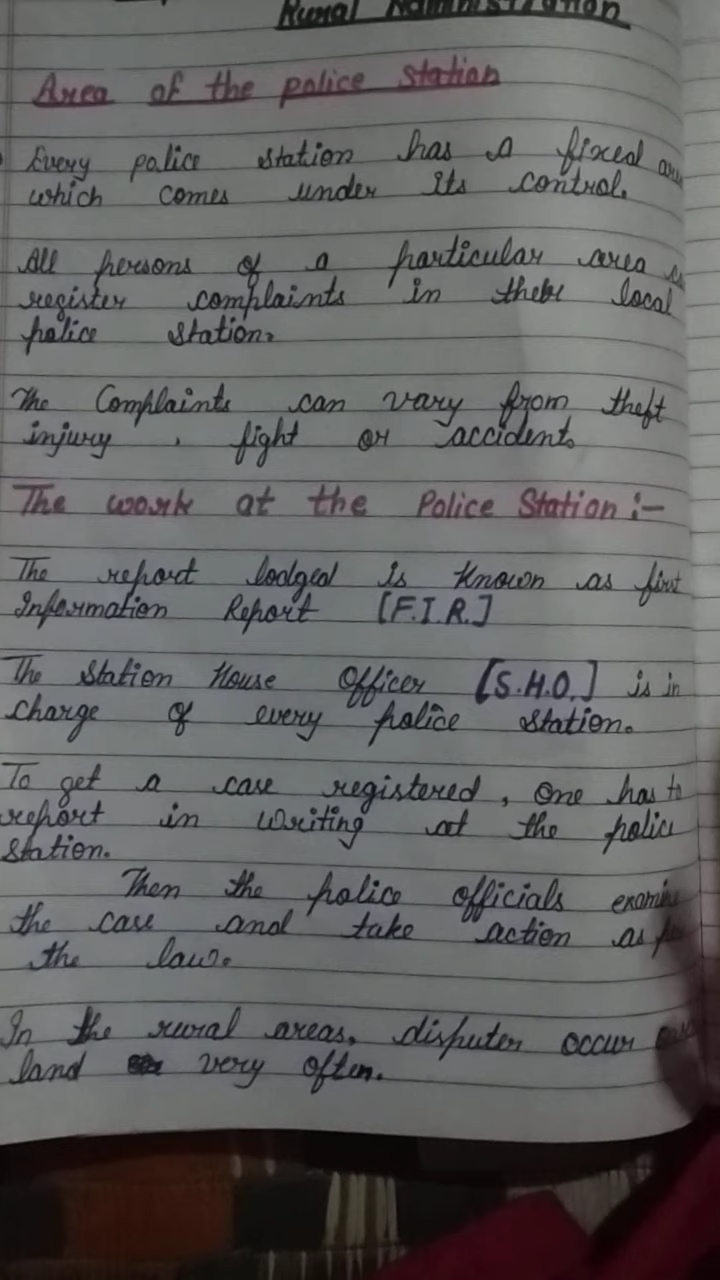 Rural Administration
Area of the police station
Every police station has a fixed
which comes under its control.
All persons of a particular area
register complaints in their local
police station.
The Complaints can vary from theft
injury , fight or accident.
The work at the Police Station :-
The report lodged is known as first
Information Report [F.I.R.]
The Station House Officer [S.H.O.] is in
charge of every police station.
To get a case registered, one has to
report in writing at the police
station.
Then the police officials examine
the case and take action as
the law.
In the rural areas, disputes occur
land very often.